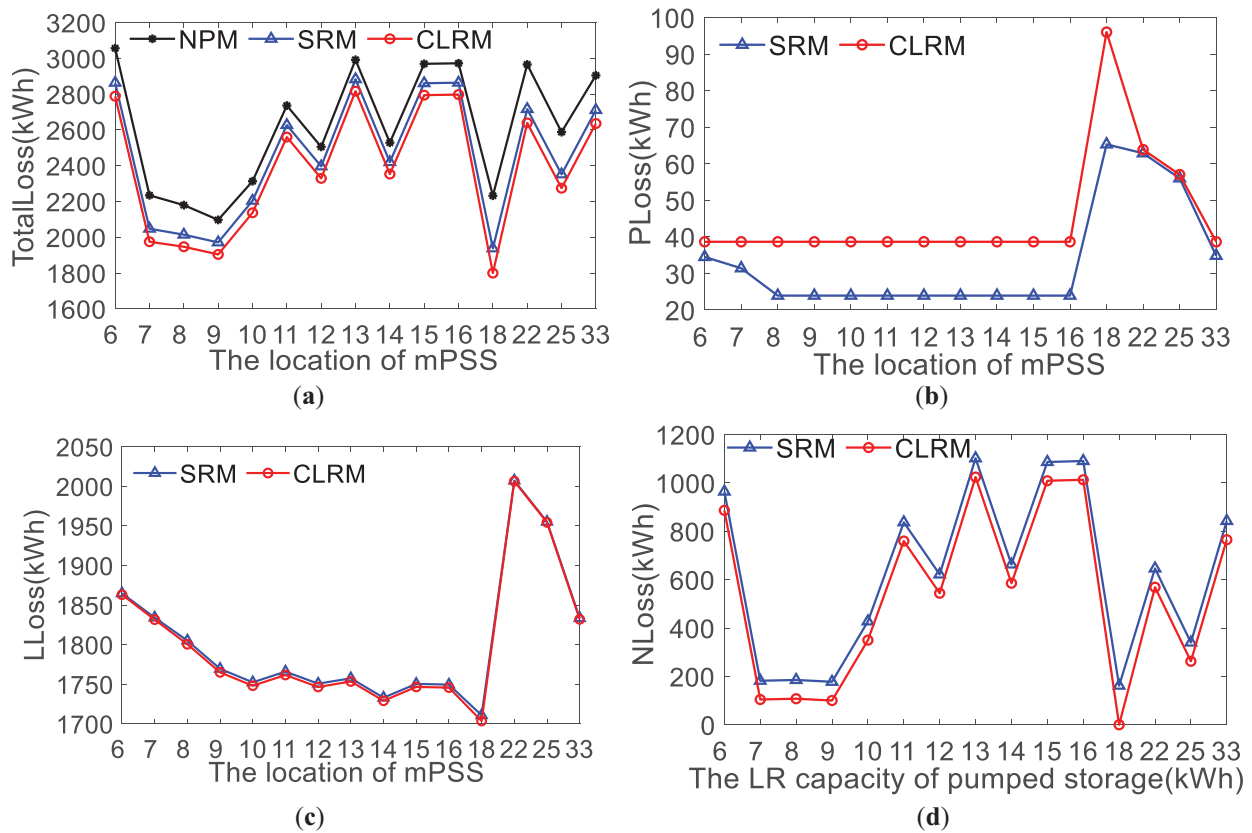 3200
3000
2800
2600
2400
2200
2000
1800
1600
TotalLoss(kWh)
NPM SRM CLRM
6 7 8 9 10 11 12 13 14 15 16 18 22 25 33
The location of mPSS
(a)
100
90
80
70
60
50
40
30
20
PLoss(kWh)
SRM CLRM
6 7 8 9 10 11 12 13 14 15 16 18 22 25 33
The location of mPSS
(b)
2050
2000
1950
1900
1850
1800
1750
1700
LLoss(kWh)
SRM CLRM
6 7 8 9 10 11 12 13 14 15 16 18 22 25 33
The location of mPSS
(c)
1200
1000
800
600
400
200
0
NLoss(kWh)
SRM CLRM
6 7 8 9 10 11 12 13 14 15 16 18 22 25 33
The LR capacity of pumped storage(kWh)
(d)